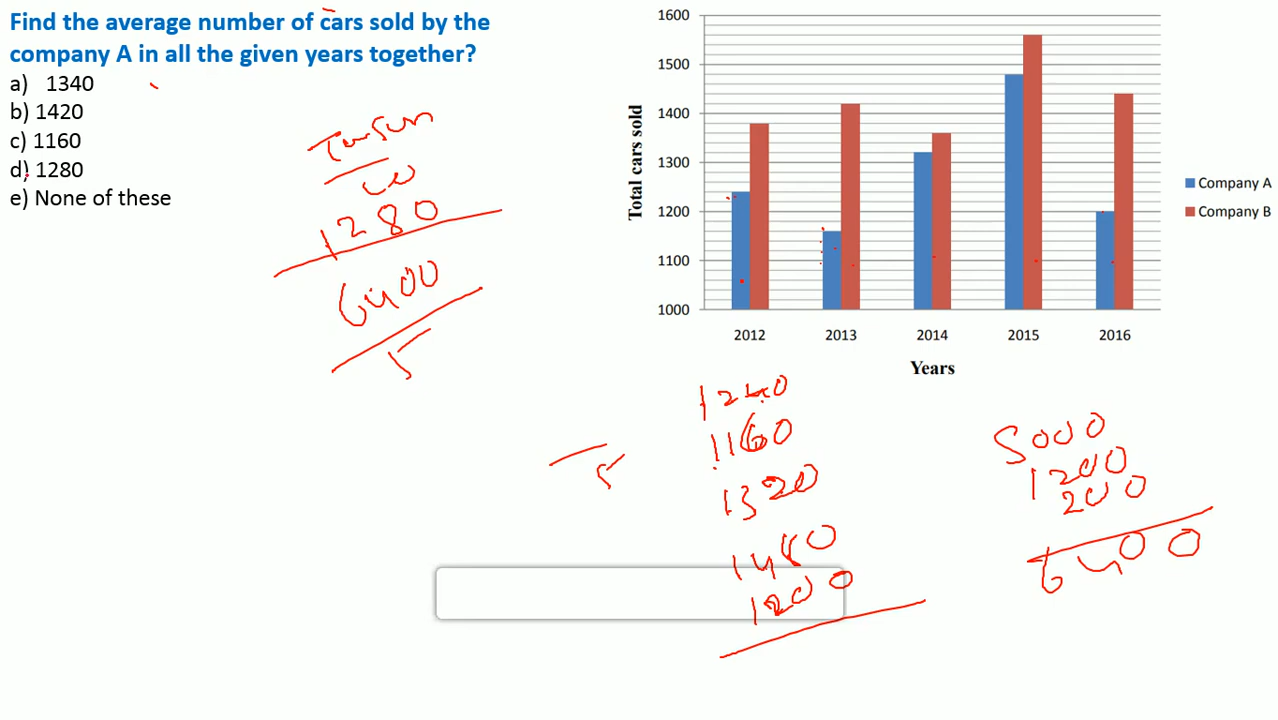 Find the average number of cars sold by the
company A in all the given years together?
a) 1340
b) 1420
c) 1160
d) 1280
e) None of these
1280
6400
5
5
1600
1500
1400
1300
1200
1100
1000
Total cars sold
2012 2013 2014 2015 2016
Years
Company A
Company B
1240
1160
1320
1480
1200
5000
1200
200
6400